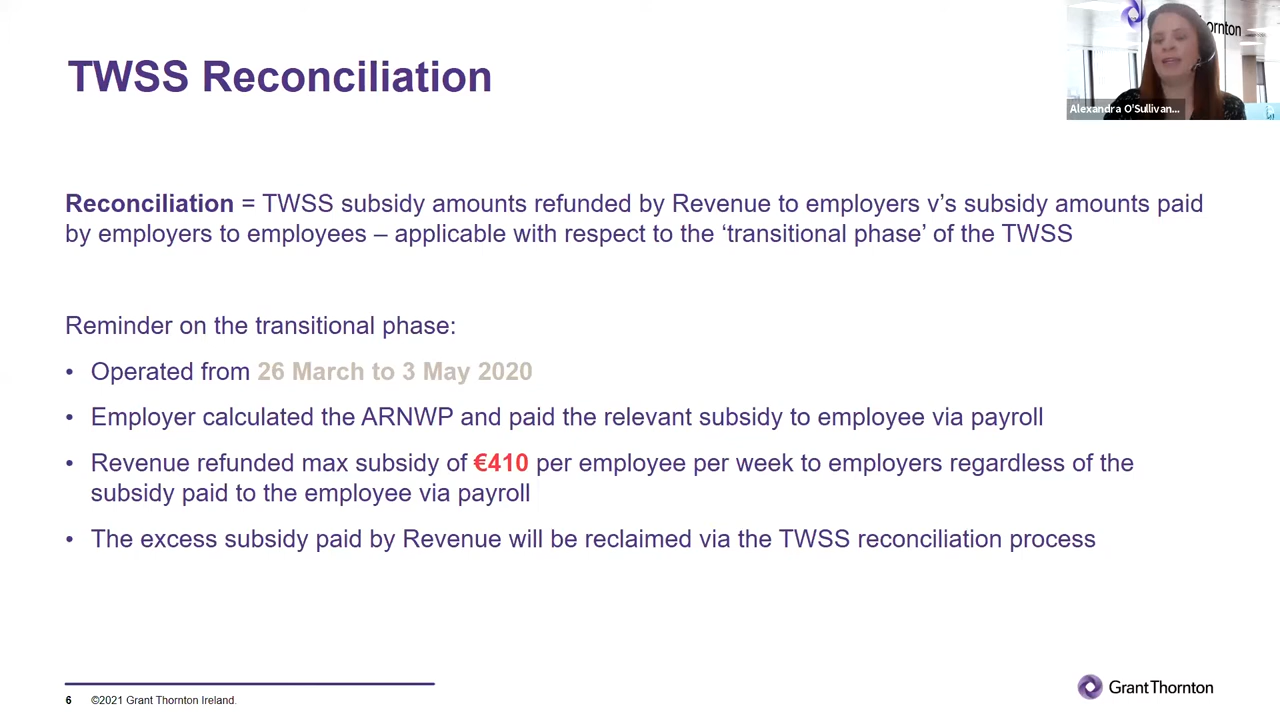 TWSS Reconciliation
ornton
Alexandra O'Sullivan...
Reconciliation = TWSS subsidy amounts refunded by Revenue to employers v’s subsidy amounts paid
by employers to employees – applicable with respect to the ‘transitional phase’ of the TWSS
Reminder on the transitional phase:
• Operated from 26 March to 3 May 2020
• Employer calculated the ARNWP and paid the relevant subsidy to employee via payroll
• Revenue refunded max subsidy of €410 per employee per week to employers regardless of the
subsidy paid to the employee via payroll
• The excess subsidy paid by Revenue will be reclaimed via the TWSS reconciliation process
6 ©2021 Grant Thornton Ireland.
Grant Thornton